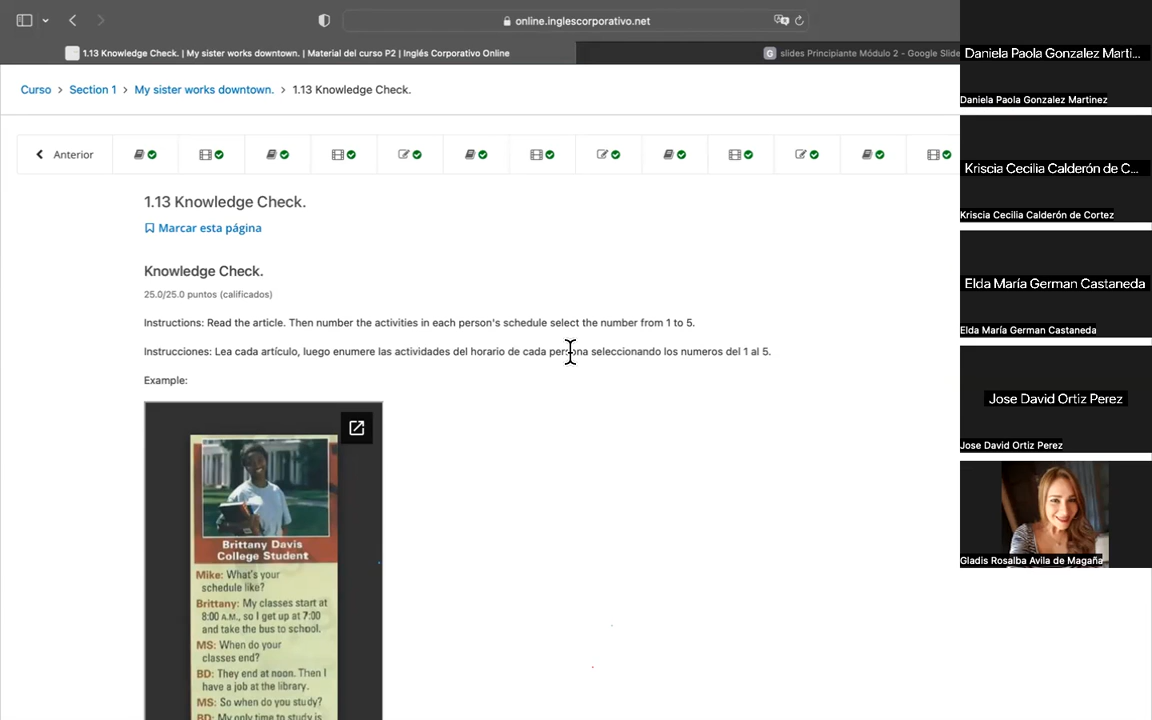 online.inglescorporativo.net
1.13 Knowledge Check. | My sister works downtown. | Material del curso P2 | Inglés Corporativo Online
slides Principiante Módulo 2 - Google Slide
Curso > Section 1 > My sister works downtown. > 1.13 Knowledge Check.
Anterior
1.13 Knowledge Check.
Marcar esta página
Knowledge Check.
25.0/25.0 puntos (calificados)
Instructions: Read the article. Then number the activities in each person's schedule select the number from 1 to 5.
Instrucciones: Lea cada artículo, luego enumere las actividades del horario de cada persona seleccionando los numeros del 1 al 5.
Example:
Brittany Davis
College Student
Mike: What's your
schedule like?
Brittany: My classes start at
8:00 A.M., so I get up at 7:00
and take the bus to school.
MS: When do your
classes end?
BD: They end at noon. Then I
have a job at the library.
MS: So when do you study?
BD: My only time to study is
Daniela Paola Gonzalez Marti...
Daniela Paola Gonzalez Martinez
Kriscia Cecilia Calderón de C...
Kriscia Cecilia Calderón de Cortez
Elda María German Castaneda
Elda María German Castaneda
Jose David Ortiz Perez
Jose David Ortiz Perez
Gladis Rosalba Avila de Magaña